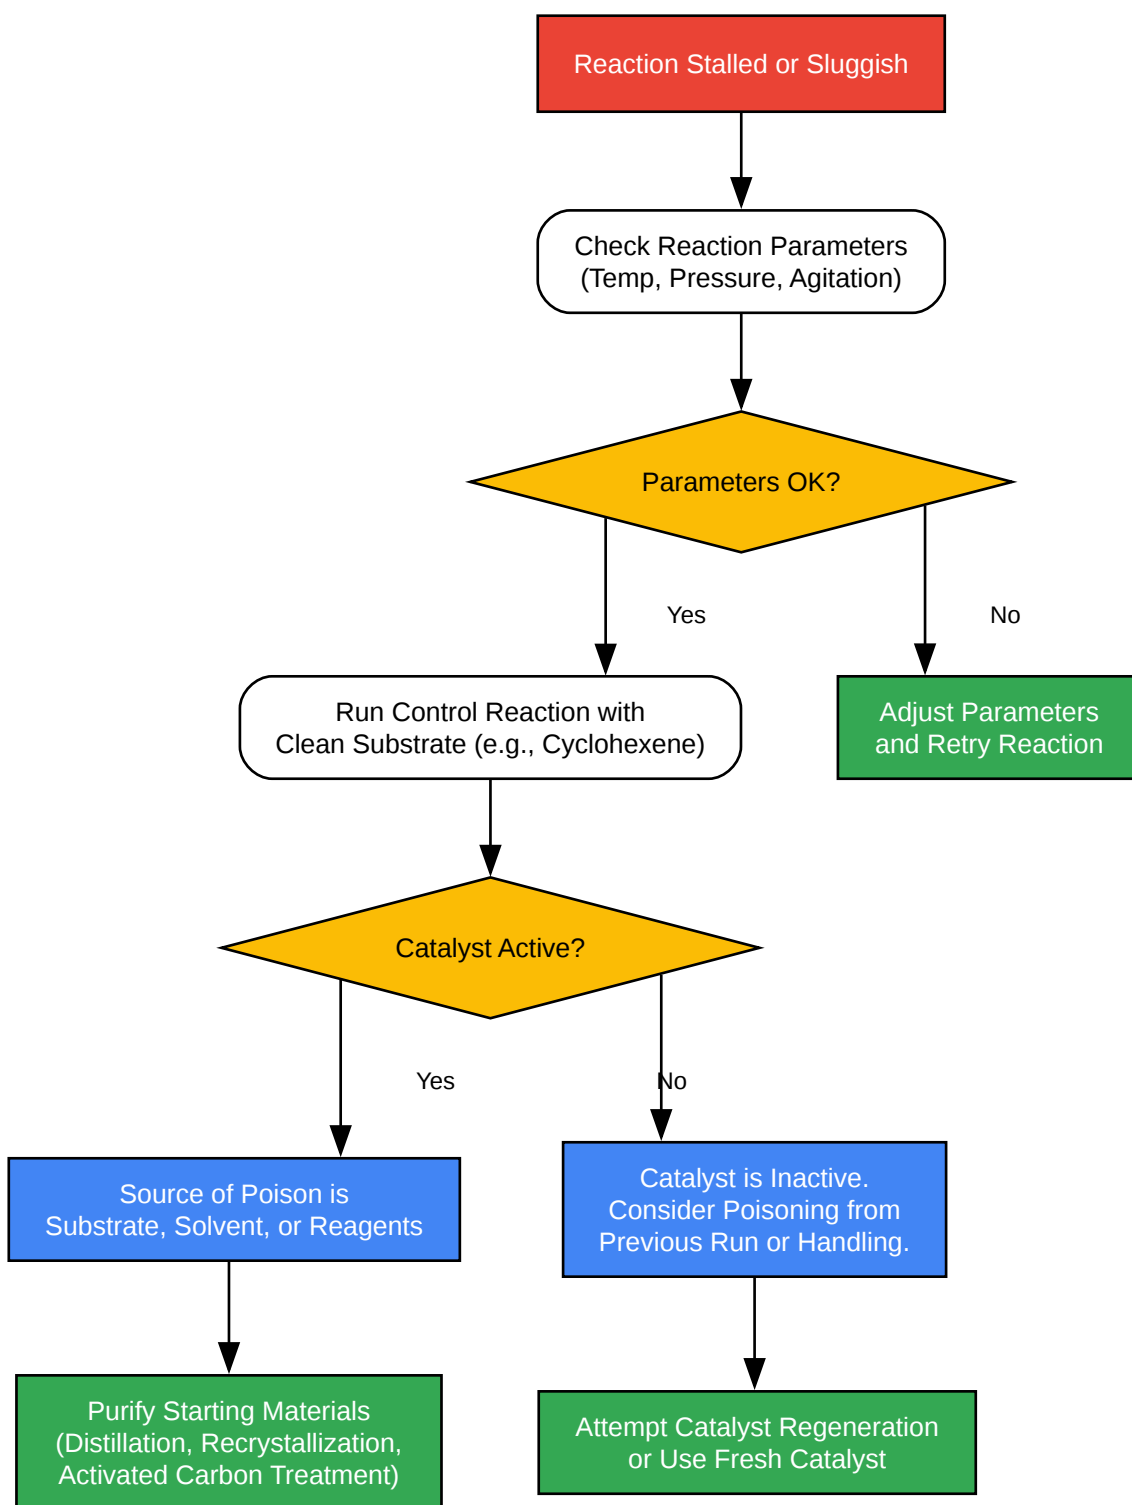 Reaction Stalled or Sluggish
Check Reaction Parameters
(Temp, Pressure, Agitation)
Parameters OK?
Yes
No
Run Control Reaction with
Clean Substrate (e.g., Cyclohexene)
Adjust Parameters
and Retry Reaction
Catalyst Active?
Yes
No
Source of Poison is
Substrate, Solvent, or Reagents
Catalyst is Inactive.
Consider Poisoning from
Previous Run or Handling.
Purify Starting Materials
(Distillation, Recrystallization,
Activated Carbon Treatment)
Attempt Catalyst Regeneration
or Use Fresh Catalyst